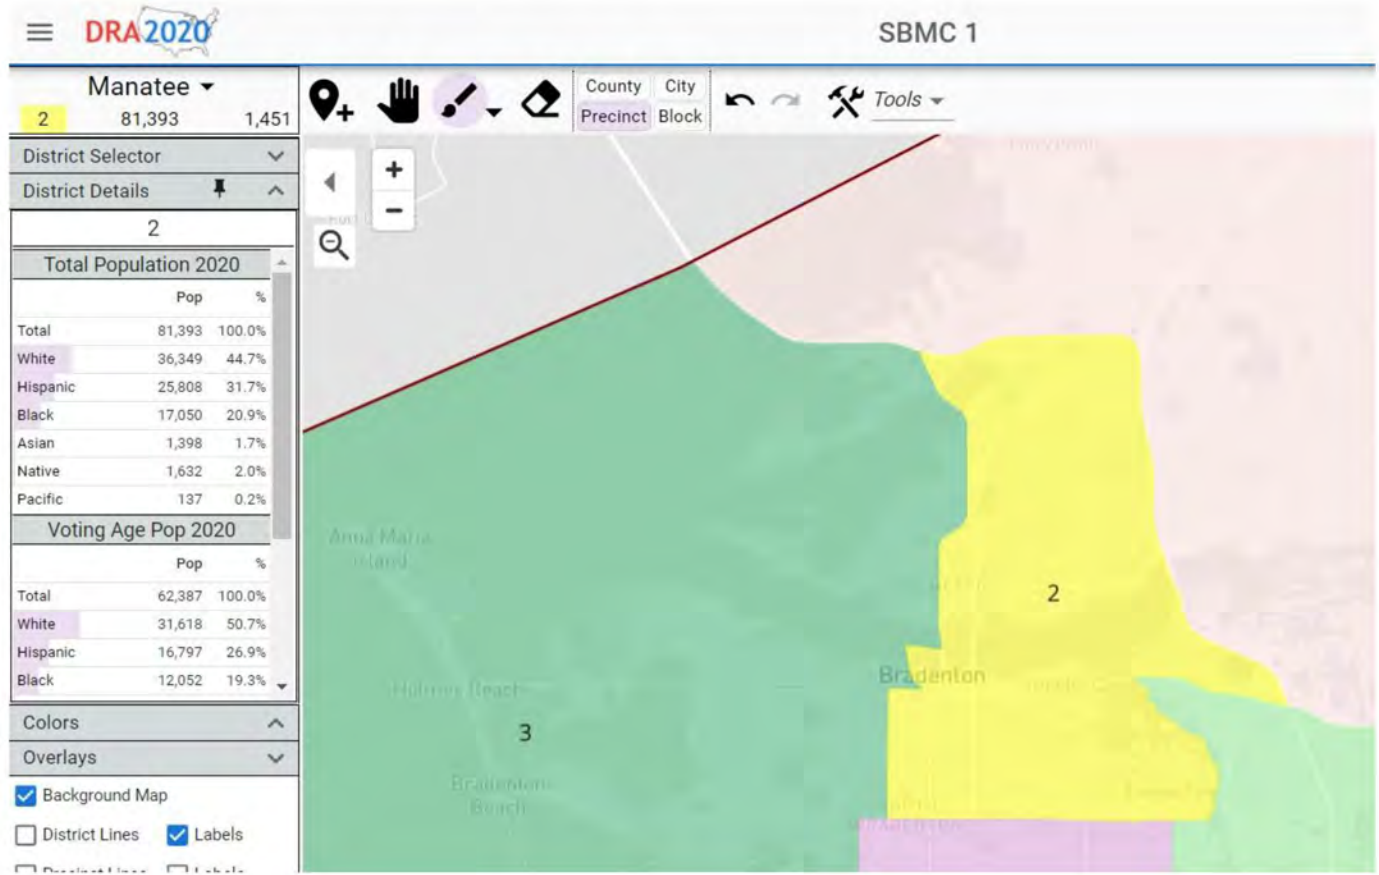 DRA2020
SBMC 1
Manatee
2 81,393 1,451
County City
Precinct Block
Tools
District Selector
District Details
2
Total Population 2020
Pop %
Total 81,393 100.0%
White 36,349 44.7%
Hispanic 25,808 31.7%
Black 17,050 20.9%
Asian 1,398 1.7%
Native 1,632 2.0%
Pacific 137 0.2%
Voting Age Pop 2020
Pop %
Total 62,387 100.0%
White 31,618 50.7%
Hispanic 16,797 26.9%
Black 12,052 19.3%
Colors
Overlays
Background Map
District Lines Labels
Precinct Lines Labels
+
−
Anna Maria
Island
2
Bradenton
Holmes Beach
3
Bradenton
Beach